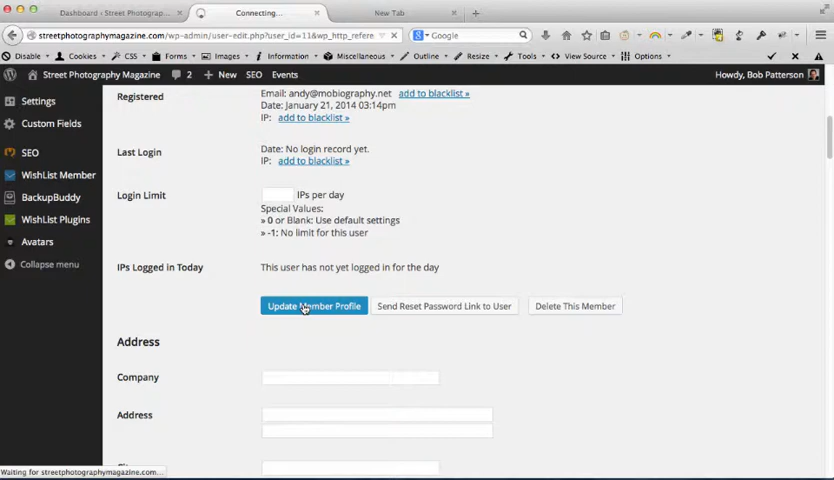 Dashboard ‹ Street Photograp...
Connecting...
New Tab
streetphotographymagazine.com/wp-admin/user-edit.php?user_id=11&wp_http_refere
Google
Disable
Cookies
CSS
Forms
Images
Information
Miscellaneous
Outline
Resize
Tools
View Source
Options
Street Photography Magazine
2
New
SEO
Events
Howdy, Bob Patterson
Settings
Custom Fields
SEO
WishList Member
BackupBuddy
WishList Plugins
Avatars
Collapse menu
Registered
Email: andy@mobiography.net add to blacklist »
Date: January 21, 2014 03:14pm
IP: add to blacklist »
Last Login
Date: No login record yet.
IP: add to blacklist »
Login Limit
IPs per day
Special Values:
» 0 or Blank: Use default settings
» -1: No limit for this user
IPs Logged in Today
This user has not yet logged in for the day
Update Member Profile
Send Reset Password Link to User
Delete This Member
Address
Company
Address
Waiting for streetphotographymagazine.com...